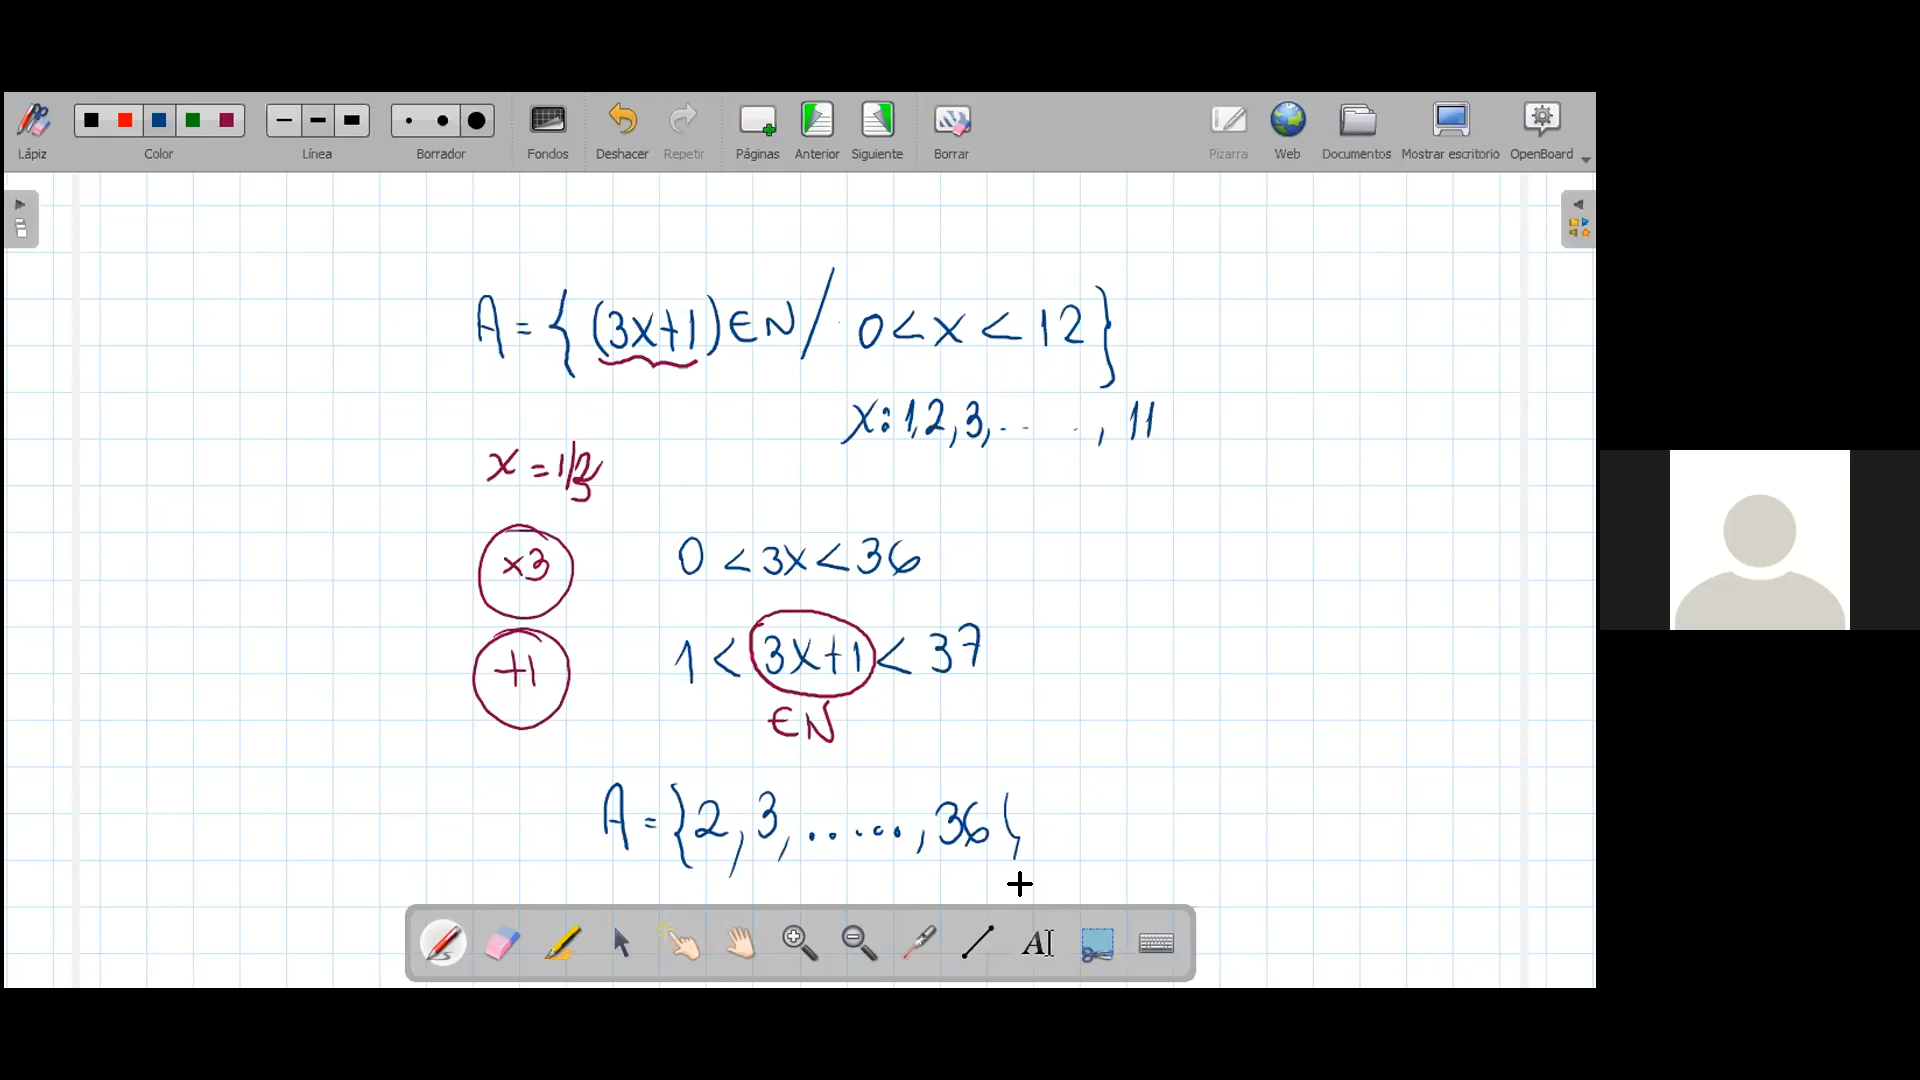 Lápiz Color Línea Borrador Fondos Deshacer Repetir Páginas Anterior Siguiente Borrar Pizarra Web Documentos Mostrar escritorio OpenBoard
A = { (3x+1) ∈ N / 0 < x < 12 }
x: 1, 2, 3, ....., 11
x = 1/3
x3 0 < 3x < 36
+1 1 < 3x+1 < 37
∈ N
A = { 2, 3, ......, 36 }
AI